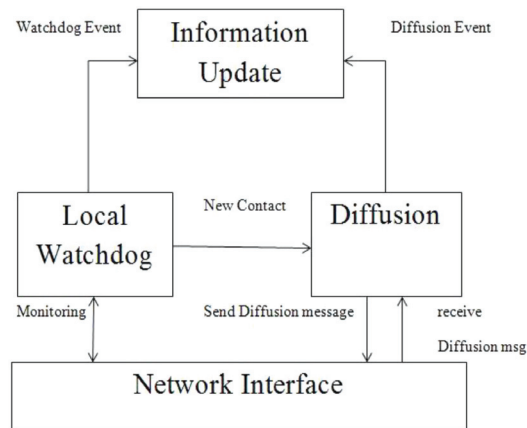 Watchdog Event
Information
Update
Diffusion Event
Local
Watchdog
New Contact
Diffusion
Monitoring
Send Diffusion message
receive
Diffusion msg
Network Interface